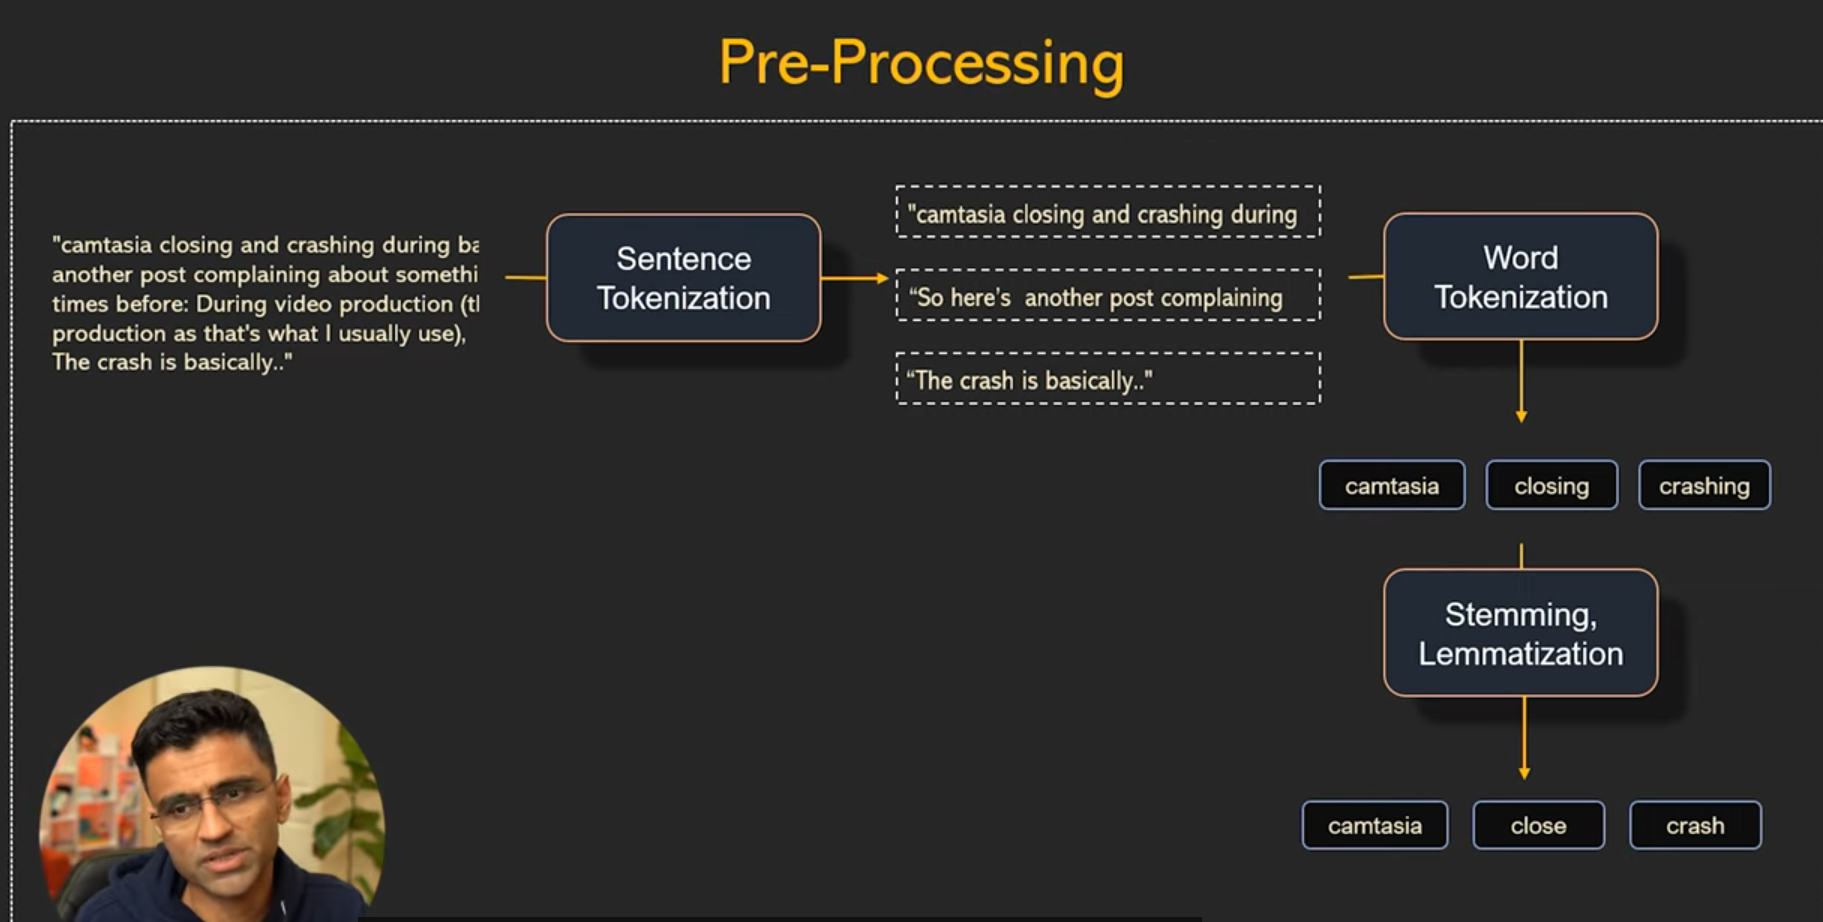 Pre-Processing
"camtasia closing and crashing during ba
another post complaining about somethi
times before: During video production (tl
production as that's what I usually use),
The crash is basically.."
Sentence
Tokenization
"camtasia closing and crashing during
“So here’s another post complaining
“The crash is basically.."
Word
Tokenization
camtasia closing crashing
Stemming,
Lemmatization
camtasia close crash